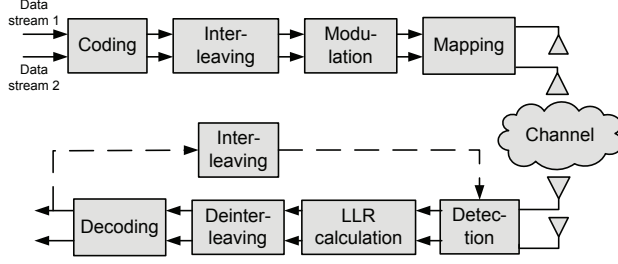 Data
stream 1
Data
stream 2
Coding
Inter-
leaving
Modu-
lation
Mapping
Channel
Inter-
leaving
Decoding
Deinter-
leaving
LLR
calculation
Detec-
tion